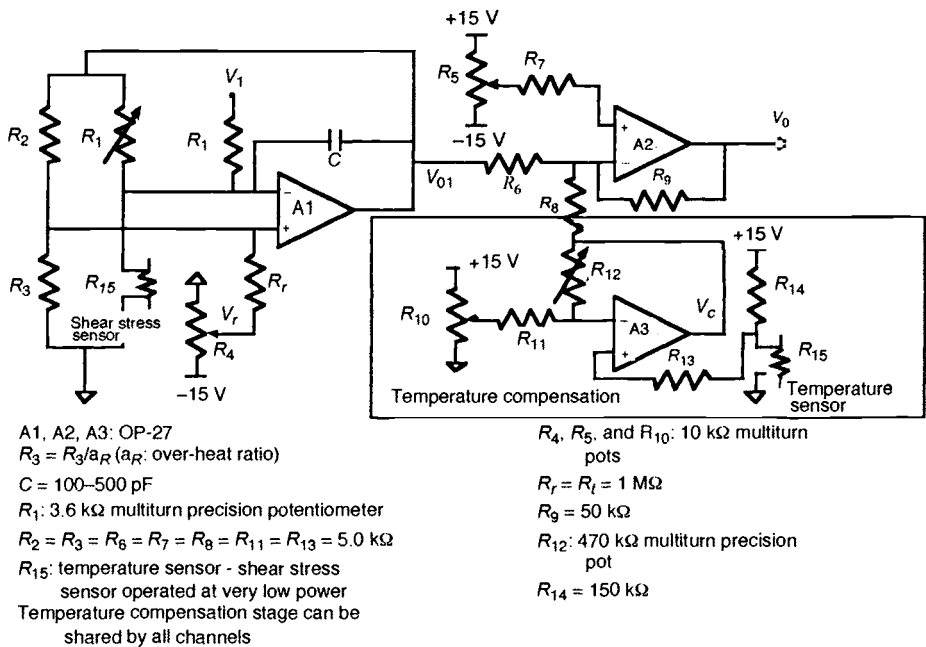 +15 V
+15 V
R5
R7
V1
R2
R1
R1
C
A2
V0
−15 V
+
−
R9
V01
R6
A1
−
+
R8
R3
R15
Shear stress
sensor
Rr
Vr
R4
−15 V
+15 V
R12
+15 V
R14
Vc
R10
R11
−
A3
+
R13
R15
Temperature compensation
Temperature
sensor
A1, A2, A3: OP-27
R3 = R3/aR (aR: over-heat ratio)
C = 100–500 pF
R1: 3.6 kΩ multiturn precision potentiometer
R2 = R3 = R6 = R7 = R8 = R11 = R13 = 5.0 kΩ
R15: temperature sensor - shear stress
sensor operated at very low power
Temperature compensation stage can be
shared by all channels
R4, R5, and R10: 10 kΩ multiturn
pots
Rr = Rt = 1 MΩ
R9 = 50 kΩ
R12: 470 kΩ multiturn precision
pot
R14 = 150 kΩ